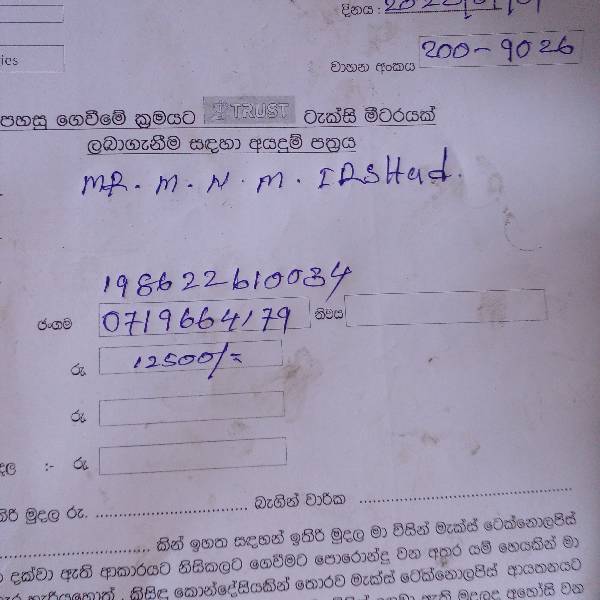 දිනය :
ics
වාහන අංකය 200-9026
පහසු ගෙවීමේ ක්‍රමයට TRUST ටැක්සි මීටරයක්
ලබාගැනීම සඳහා අයදුම් පත්‍රය
MR. M. N. M. IRSHad.
198622610034
ජංගම 0719664179 නිවස
රු 12500/=
රු
:- රු
මුදල රු. .......... බැගින් වාරික ..........
.......... කින් ඉහත සඳහන් ඉතිරි මුදල මා විසින් මැක්ස් ටෙක්නොලජිස්
දක්වා ඇති ආකාරයට නිසිකලට ගෙවීමට පොරොන්දු වන අතර යම් හෙයකින් මා
කිසිඳු කොන්දේසියකින් තොරව මැක්ස් ටෙක්නොලජිස් ආයතනයට